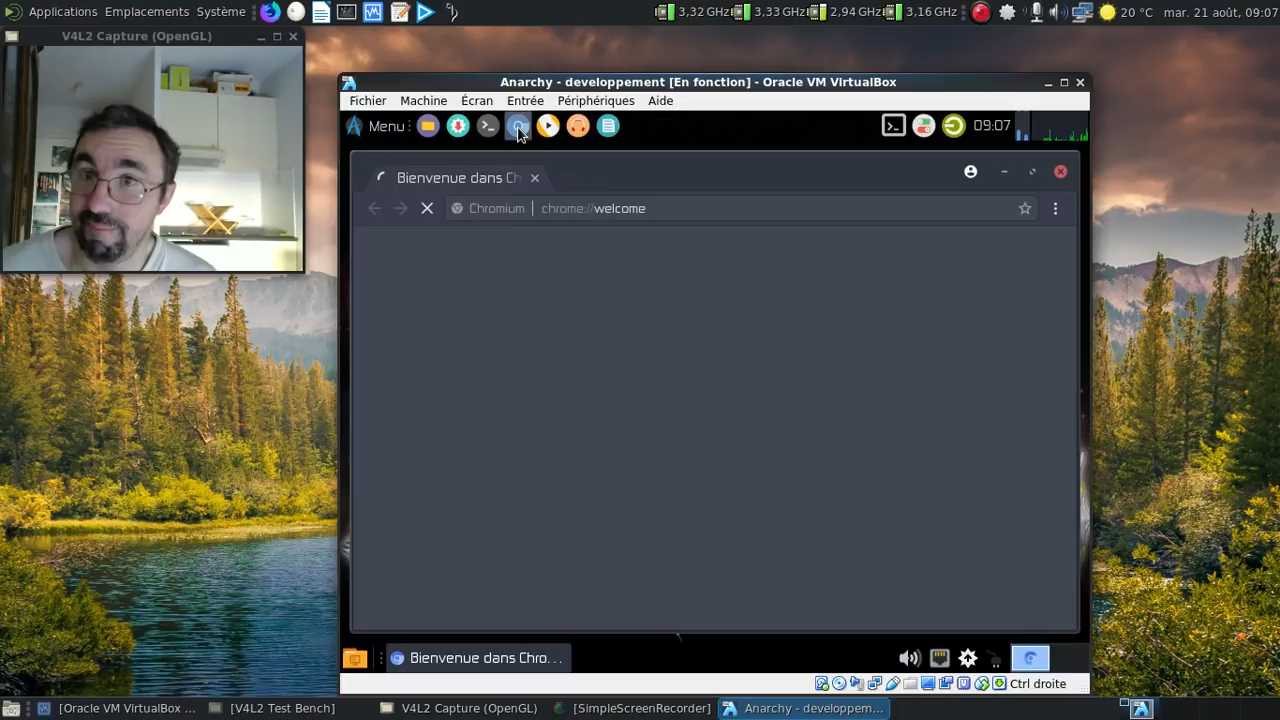 Applications Emplacements Système
3,32 GHz 3,33 GHz 2,94 GHz 3,16 GHz 20 °C mar. 21 août, 09:07
V4L2 Capture (OpenGL)
Anarchy - developpement [En fonction] - Oracle VM VirtualBox
Fichier Machine Écran Entrée Périphériques Aide
Menu 09:07
Bienvenue dans Ch
Chromium | chrome://welcome
Bienvenue dans Chro...
Ctrl droite
[Oracle VM VirtualBox ... [V4L2 Test Bench] V4L2 Capture (OpenGL) [SimpleScreenRecorder] Anarchy - developpem...